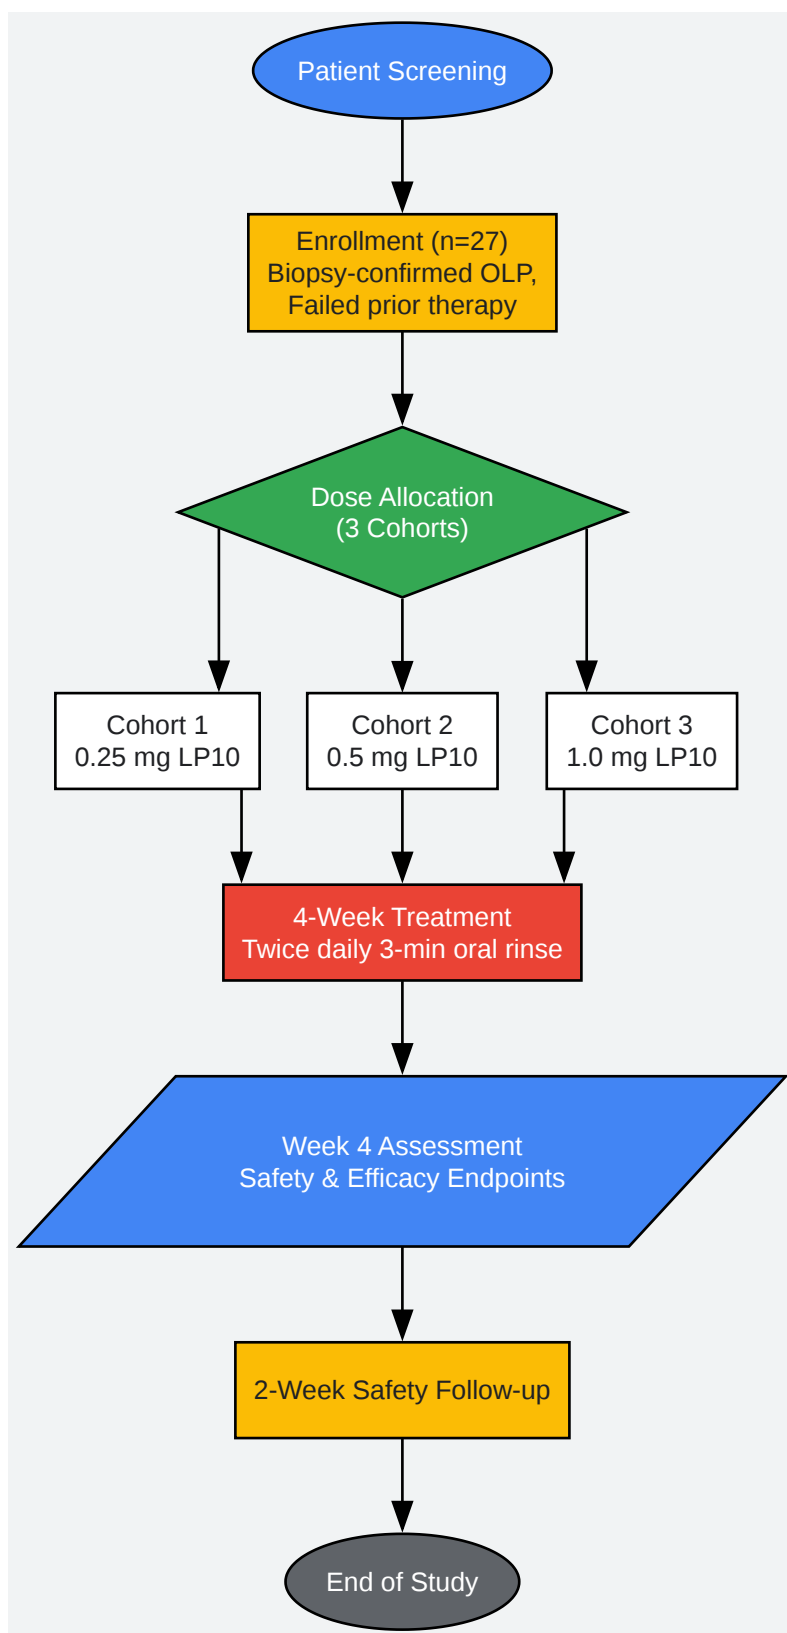 Patient Screening
Enrollment (n=27)
Biopsy-confirmed OLP,
Failed prior therapy
Dose Allocation
(3 Cohorts)
Cohort 1
0.25 mg LP10
Cohort 2
0.5 mg LP10
Cohort 3
1.0 mg LP10
4-Week Treatment
Twice daily 3-min oral rinse
Week 4 Assessment
Safety & Efficacy Endpoints
2-Week Safety Follow-up
End of Study